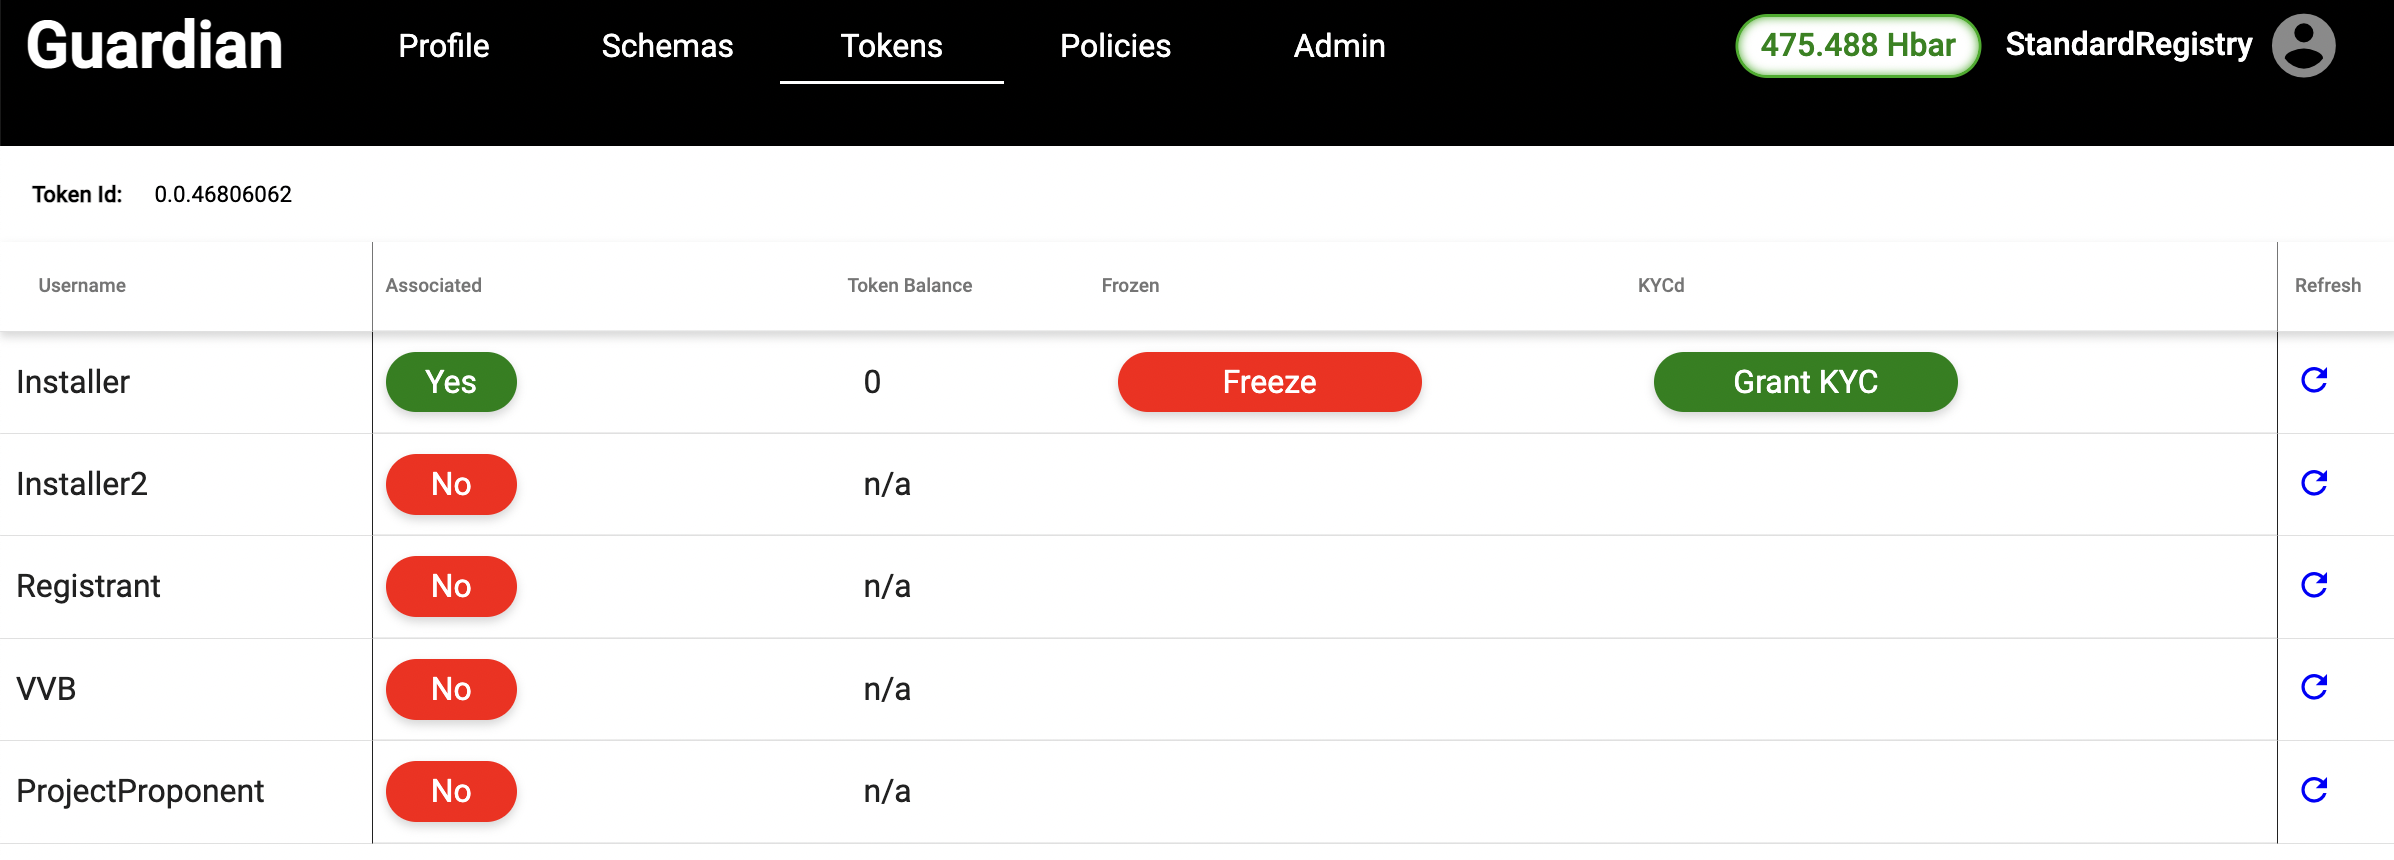 Guardian Profile Schemas Tokens Policies Admin 475.488 Hbar StandardRegistry
Token Id: 0.0.46806062
Username Associated Token Balance Frozen KYCd Refresh
Installer Yes 0 Freeze Grant KYC
Installer2 No n/a
Registrant No n/a
VVB No n/a
ProjectProponent No n/a